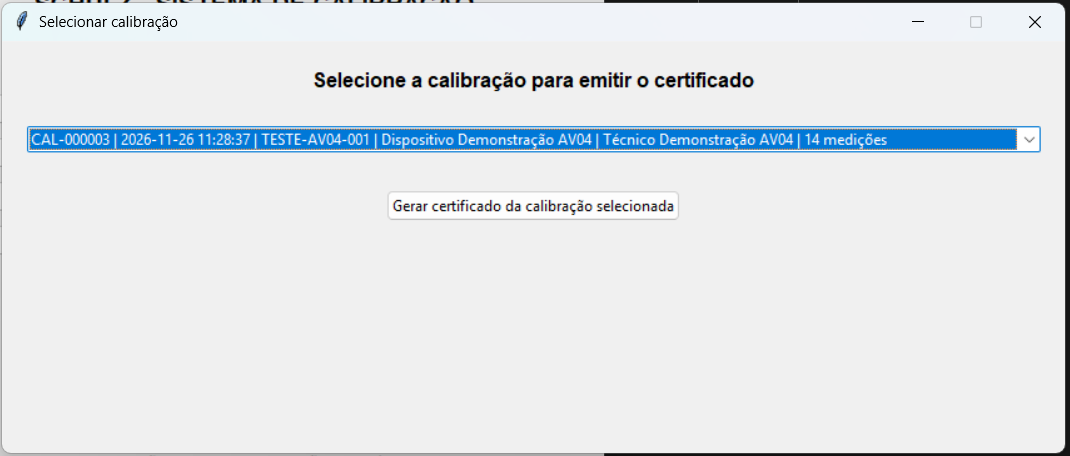 Selecionar calibração
Selecione a calibração para emitir o certificado
CAL-000003 | 2026-11-26 11:28:37 | TESTE-AV04-001 | Dispositivo Demonstração AV04 | Técnico Demonstração AV04 | 14 medições
Gerar certificado da calibração selecionada